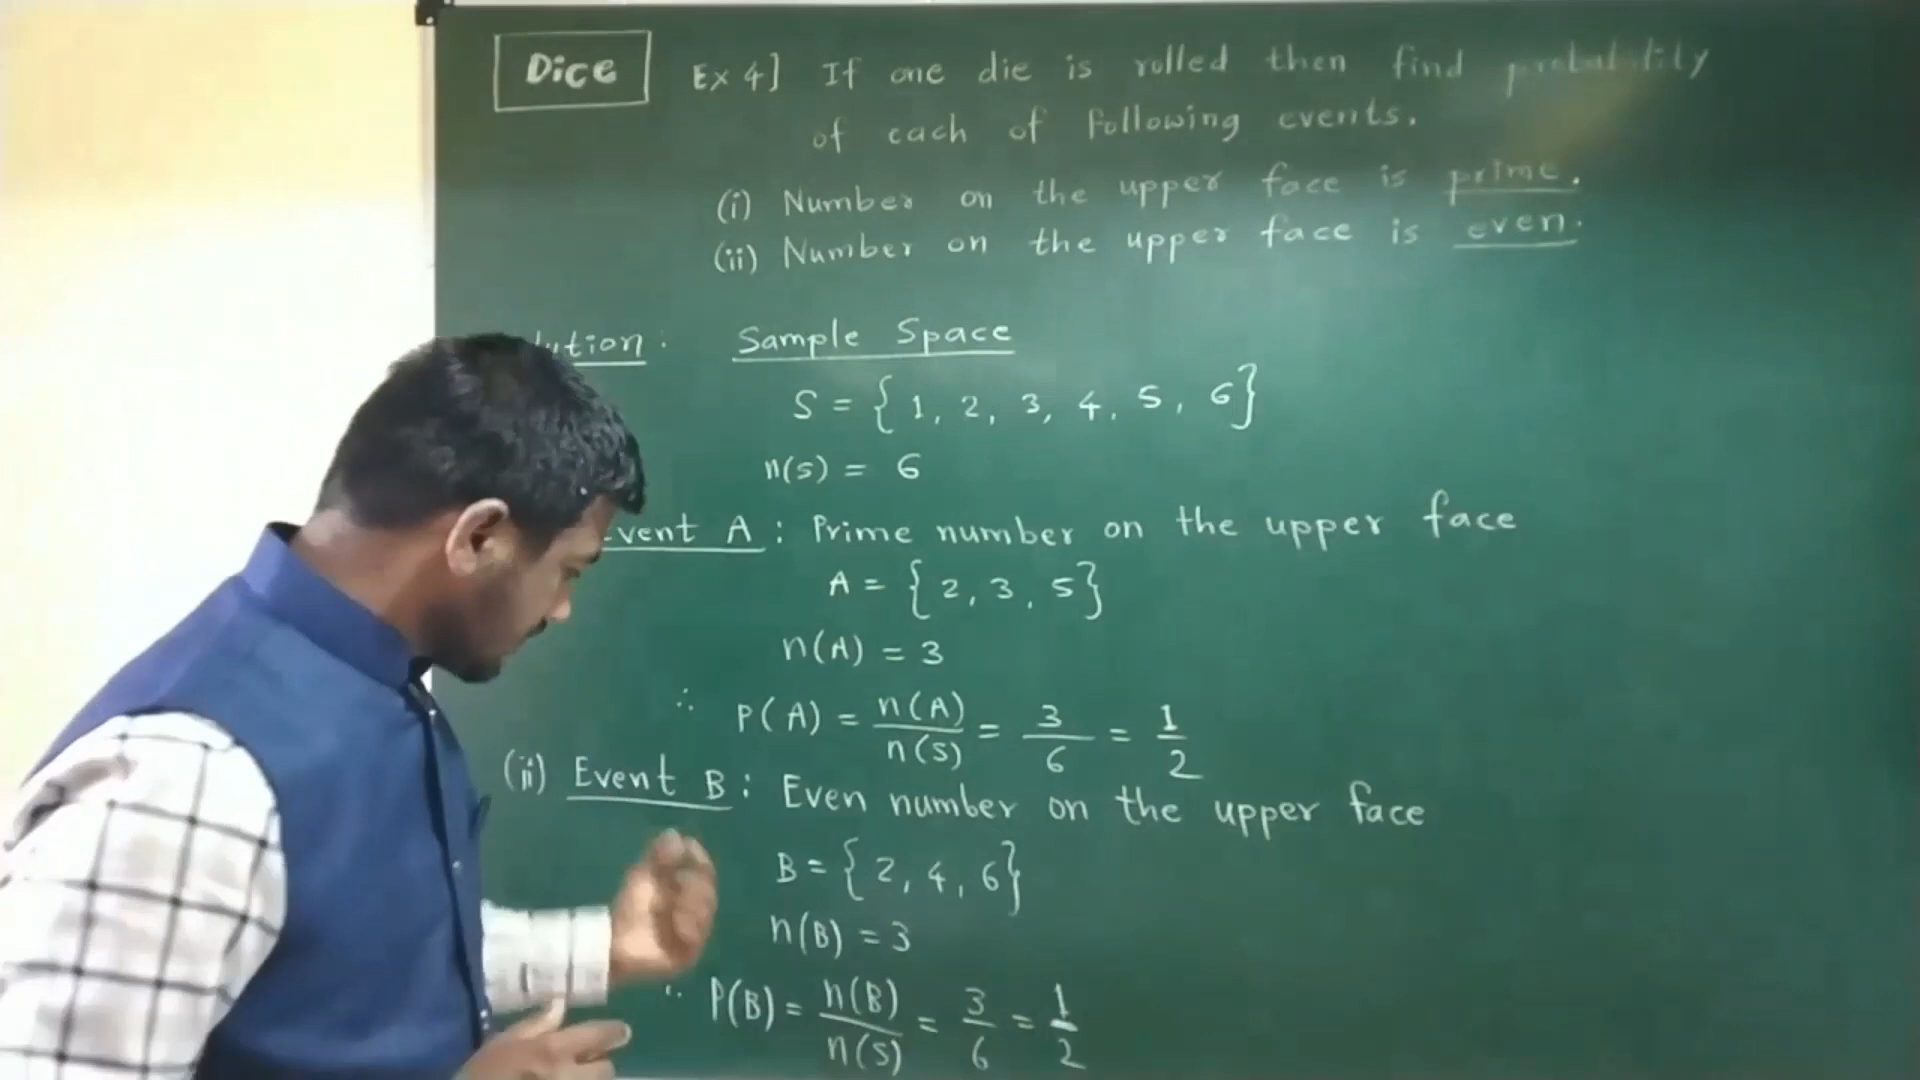 Dice Ex 4] If one die is rolled then find probability
of each of following events.
(i) Number on the upper face is prime.
(ii) Number on the upper face is even.
Sample Space
S = { 1, 2, 3, 4, 5, 6}
n(s) = 6
A : Prime number on the upper face
A = { 2, 3, 5}
n(A) = 3
∴ P(A) = n(A)/n(S) = 3/6 = 1/2
(ii) Event B : Even number on the upper face
B = { 2, 4, 6}
n(B) = 3
∴ P(B) = n(B)/n(S) = 3/6 = 1/2